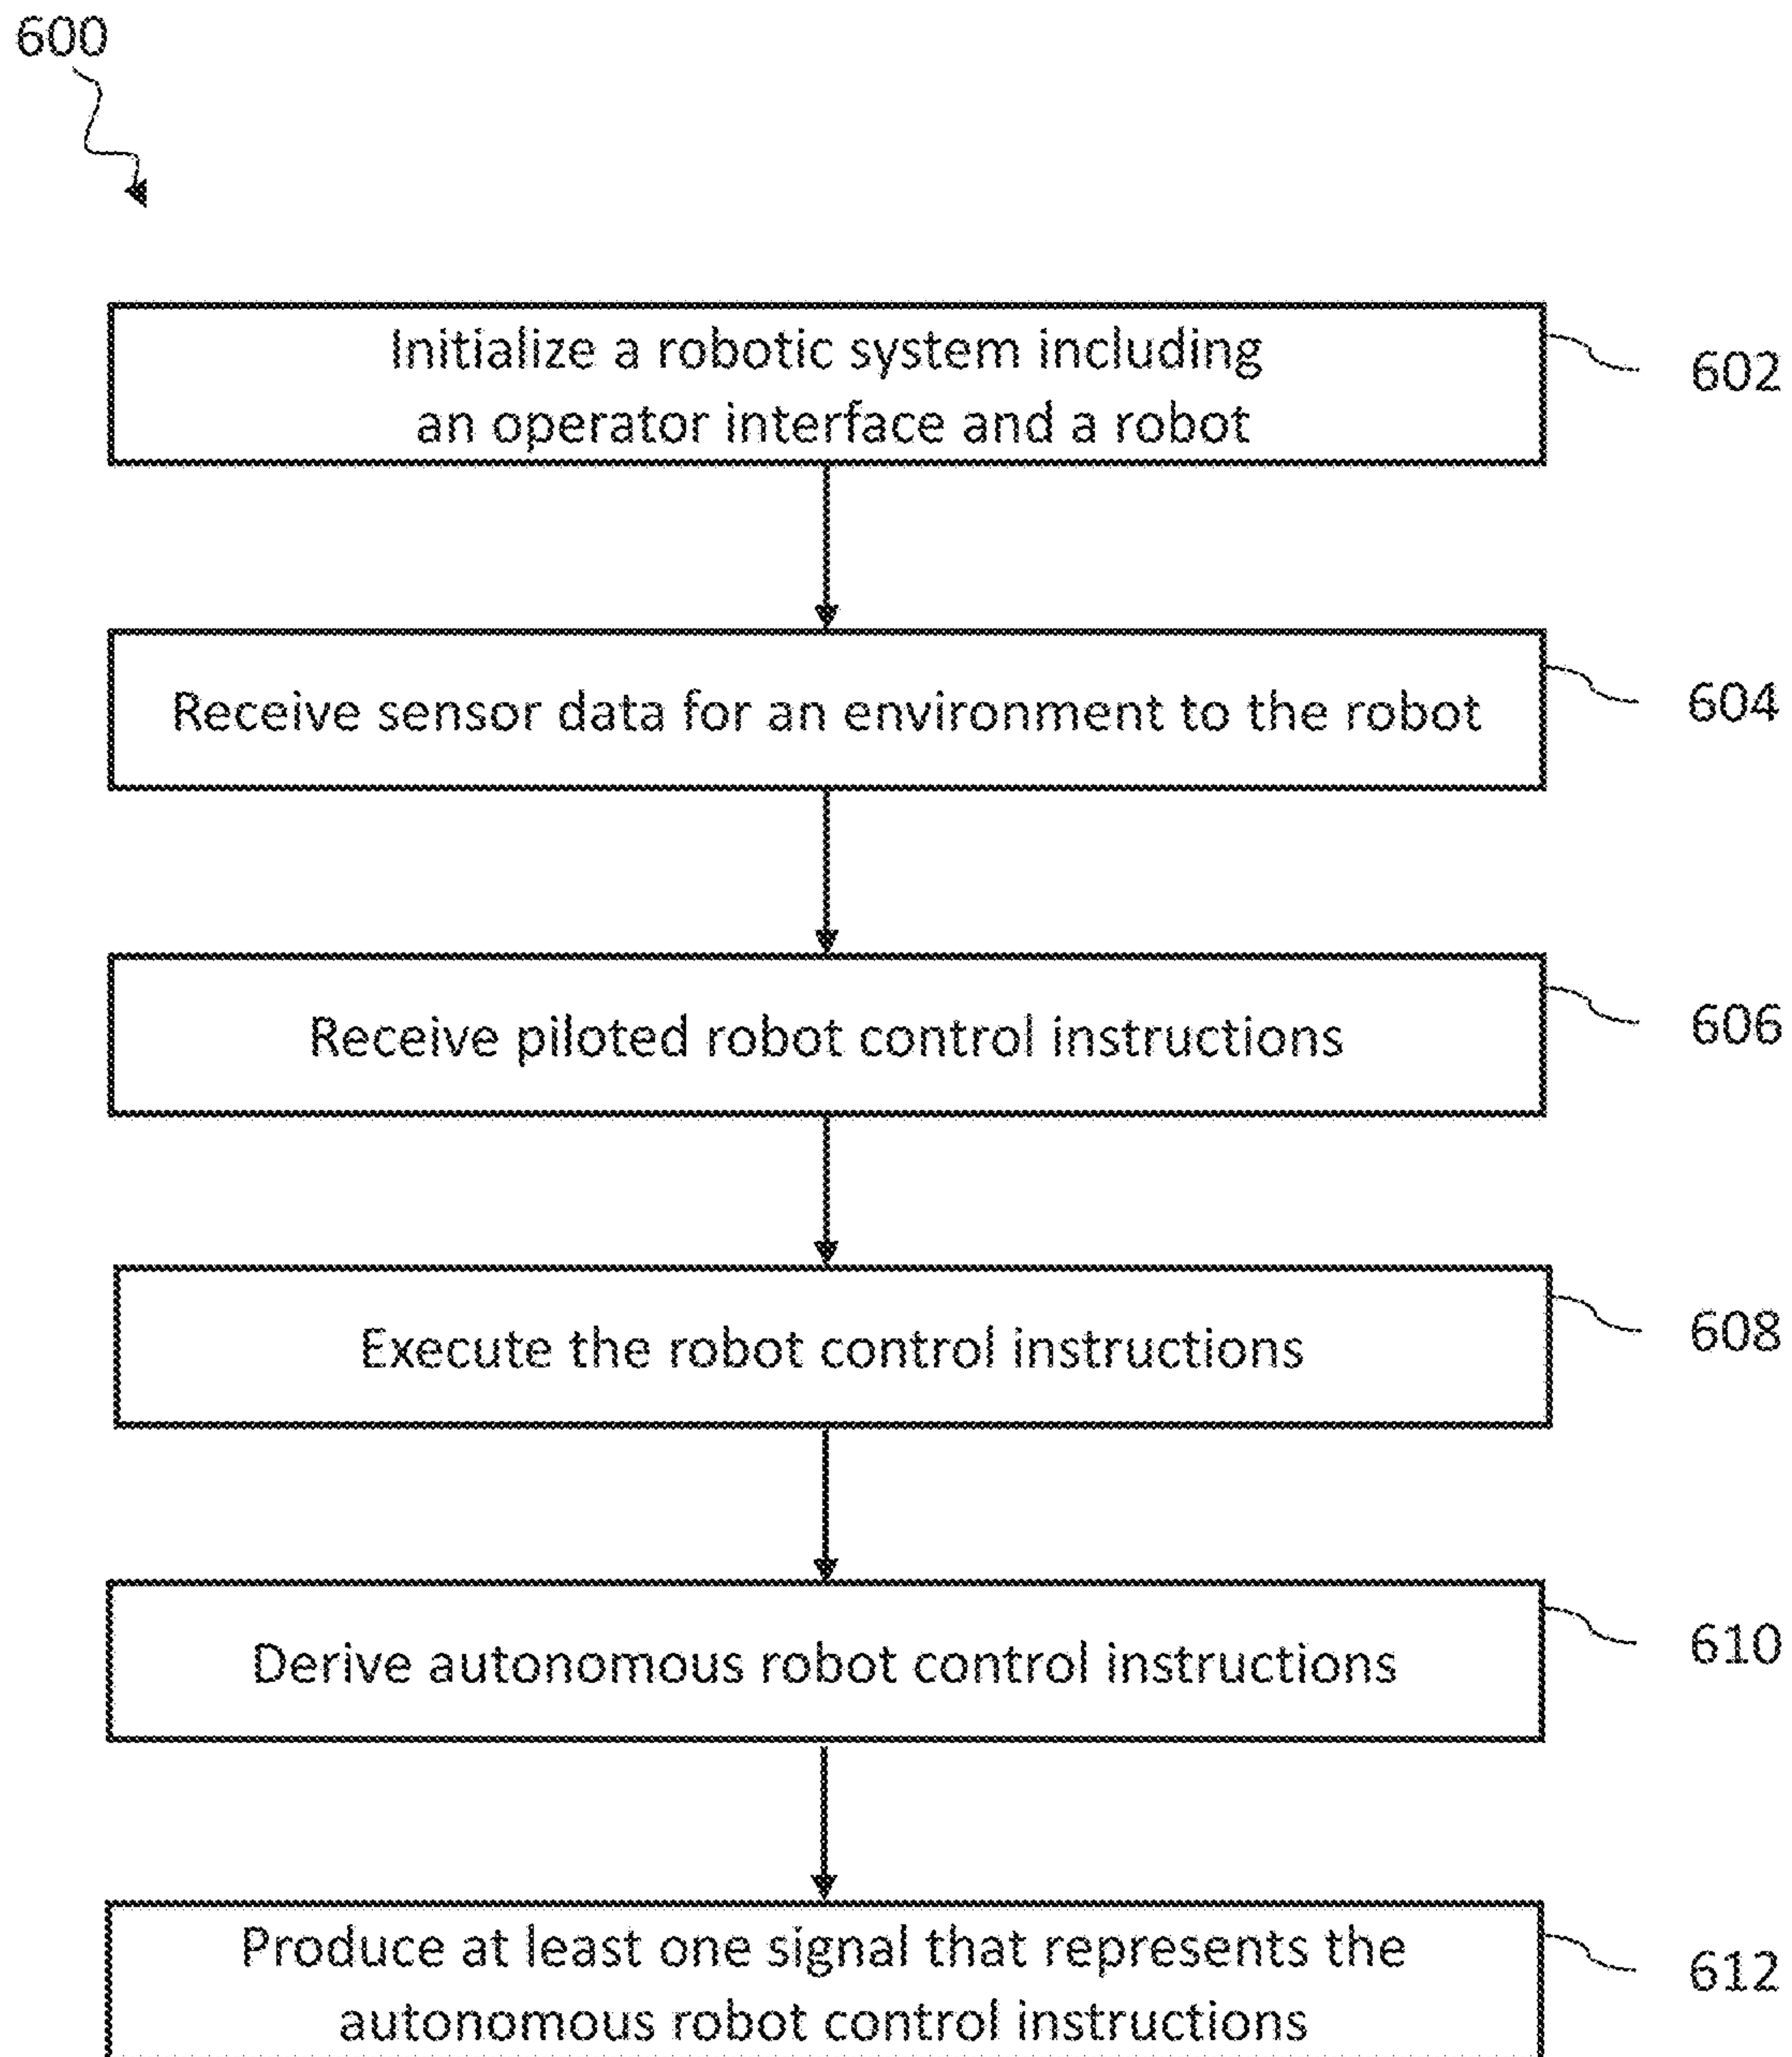 600
Initialize a robotic system including
an operator interface and a robot
602
Receive sensor data for an environment to the robot
604
Receive piloted robot control instructions
606
Execute the robot control instructions
608
Derive autonomous robot control instructions
610
Produce at least one signal that represents the
autonomous robot control instructions
612